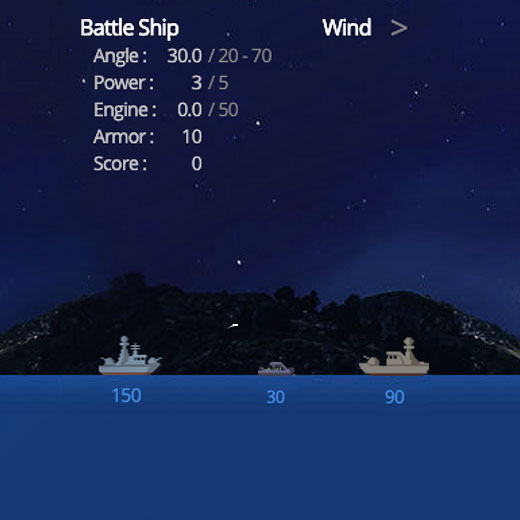 Battle Ship
Wind >
Angle : 30.0 / 20 - 70
Power : 3 / 5
Engine : 0.0 / 50
Armor : 10
Score : 0
150 30 90